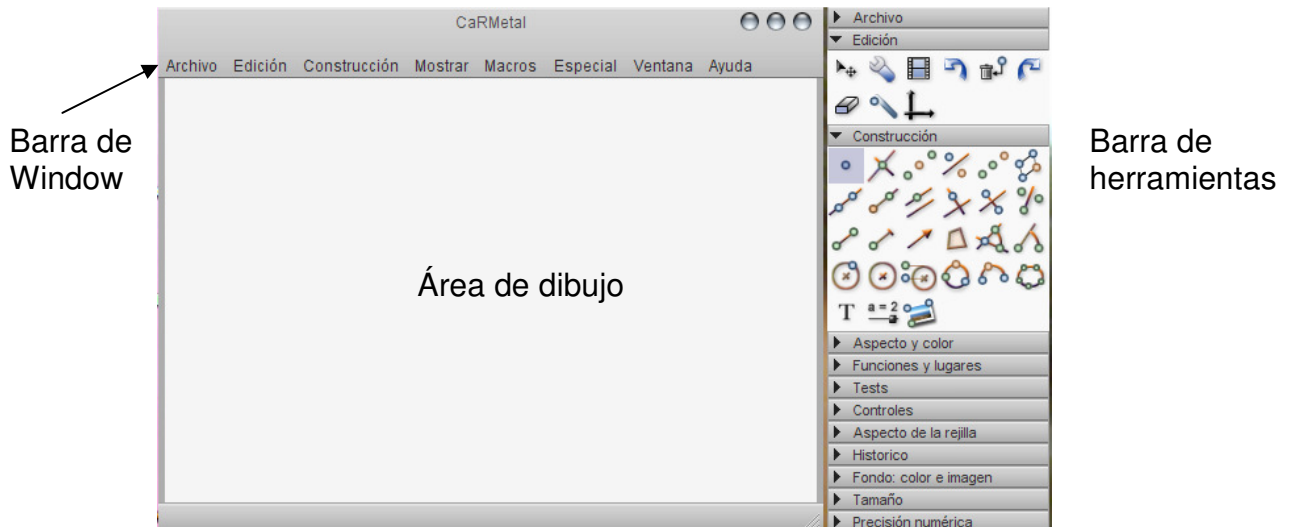 CaRMetal
Archivo Edición Construcción Mostrar Macros Especial Ventana Ayuda
Barra de
Window
Área de dibujo
Archivo
Edición
Construcción
T a = 2
Aspecto y color
Funciones y lugares
Tests
Controles
Aspecto de la rejilla
Historico
Fondo: color e imagen
Tamaño
Precisión numérica
Barra de
herramientas